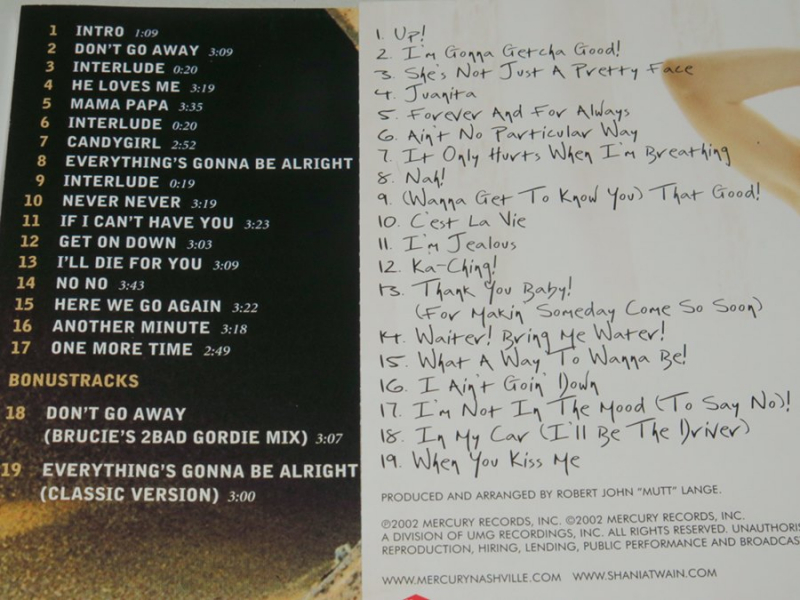 1 INTRO 1:09
2 DON'T GO AWAY 3:09
3 INTERLUDE 0:20
4 HE LOVES ME 3:19
5 MAMA PAPA 3:35
6 INTERLUDE 0:20
7 CANDYGIRL 2:52
8 EVERYTHING'S GONNA BE ALRIGHT
9 INTERLUDE 0:19
10 NEVER NEVER 3:19
11 IF I CAN'T HAVE YOU 3:23
12 GET ON DOWN 3:03
13 I'LL DIE FOR YOU 3:09
14 NO NO 3:43
15 HERE WE GO AGAIN 3:22
16 ANOTHER MINUTE 3:18
17 ONE MORE TIME 2:49
BONUSTRACKS
18 DON'T GO AWAY
(BRUCIE'S 2BAD GORDIE MIX) 3:07
19 EVERYTHING'S GONNA BE ALRIGHT
(CLASSIC VERSION) 3:00
1. Up!
2. I'm Gonna Getcha Good!
3. She's Not Just A Pretty Face
4. Juanita
5. Forever And For Always
6. Ain't No Particular Way
7. It Only Hurts When I'm Breathing
8. Nah!
9. (Wanna Get To Know You) That Good!
10. C'est La Vie
11. I'm Jealous
12. Ka-Ching!
13. Thank You Baby!
(For Makin' Someday Come So Soon)
14. Waiter! Bring Me Water!
15. What A Way To Wanna Be!
16. I Ain't Goin' Down
17. I'm Not In The Mood (To Say No)!
18. In My Car (I'll Be The Driver)
19. When You Kiss Me
PRODUCED AND ARRANGED BY ROBERT JOHN "MUTT" LANGE.
℗2002 MERCURY RECORDS, INC. ©2002 MERCURY RECORDS, INC.
A DIVISION OF UMG RECORDINGS, INC. ALL RIGHTS RESERVED. UNAUTHORIS
REPRODUCTION, HIRING, LENDING, PUBLIC PERFORMANCE AND BROADCAS
WWW.MERCURYNASHVILLE.COM WWW.SHANIATWAIN.COM